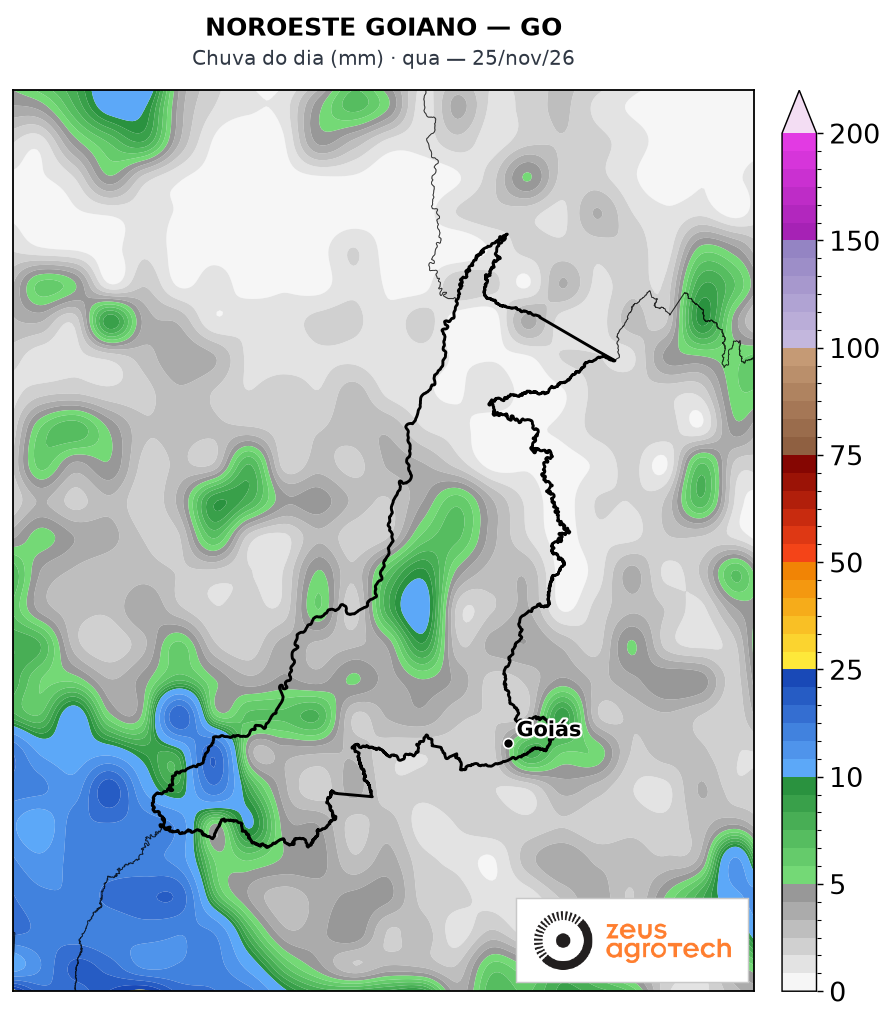 NOROESTE GOIANO — GO
Chuva do dia (mm) · qua — 25/nov/26
200
150
100
75
50
25
10
5
0
Goiás
zeus
agrotech